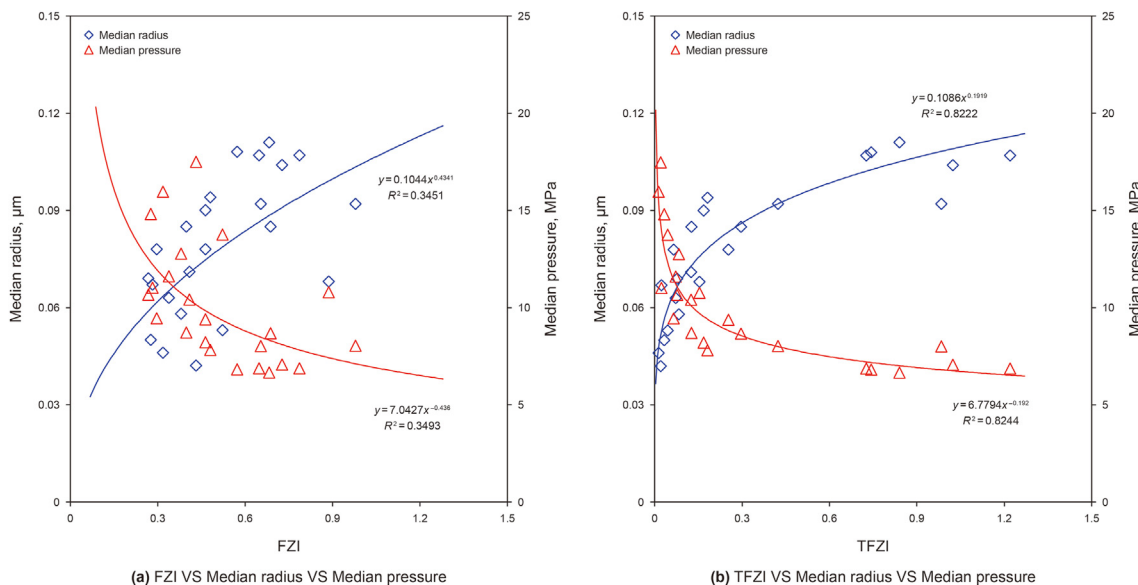 0.15
0.12
0.09
0.06
0.03
0
25
20
15
10
5
0
0
0.3
0.6
0.9
1.2
1.5
Median radius, μm
Median pressure, MPa
FZI
Median radius
Median pressure
y = 0.1044x^0.4341
R² = 0.3451
y = 7.0427x^−0.436
R² = 0.3493
(a) FZI VS Median radius VS Median pressure
0.15
0.12
0.09
0.06
0.03
0
25
20
15
10
5
0
0
0.3
0.6
0.9
1.2
1.5
Median radius, μm
Median pressure, MPa
TFZI
Median radius
Median pressure
y = 0.1086x^0.1919
R² = 0.8222
y = 6.7794x^−0.192
R² = 0.8244
(b) TFZI VS Median radius VS Median pressure